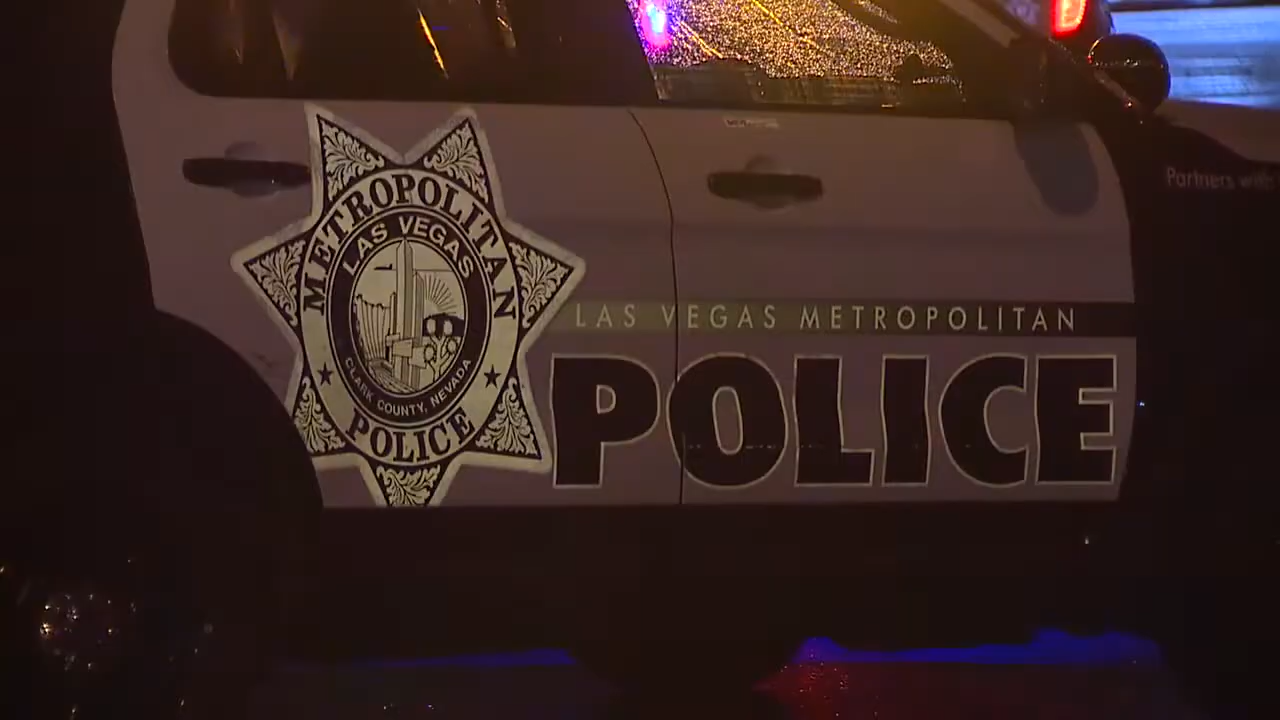 METROPOLITAN
LAS VEGAS
CLARK COUNTY, NEVADA
POLICE
LAS VEGAS METROPOLITAN
POLICE
Partners with